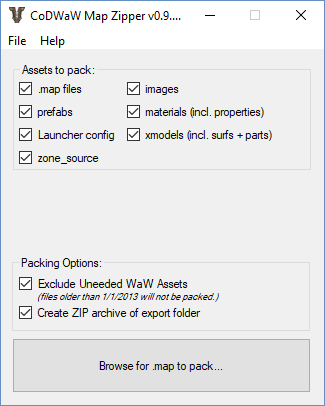 CoDWaW Map Zipper v0.9....
File Help
Assets to pack:
.map files images
prefabs materials (incl. properties)
Launcher config xmodels (incl. surfs + parts)
zone_source
Packing Options:
Exclude Uneeded WaW Assets
(files older than 1/1/2013 will not be packed.)
Create ZIP archive of export folder
Browse for .map to pack...